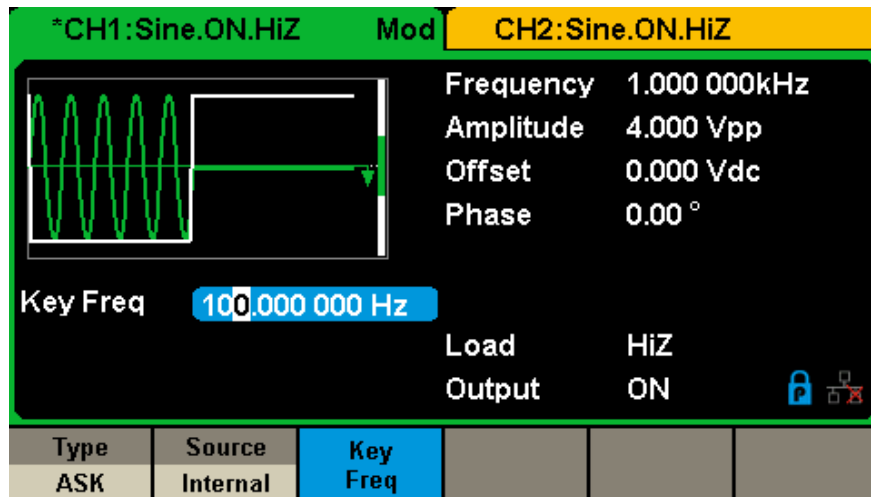 *CH1:Sine.ON.HiZ Mod CH2:Sine.ON.HiZ
Frequency 1.000 000kHz
Amplitude 4.000 Vpp
Offset 0.000 Vdc
Phase 0.00 °
Key Freq 100.000 000 Hz
Load HiZ
Output ON
P
Type Source Key
ASK Internal Freq